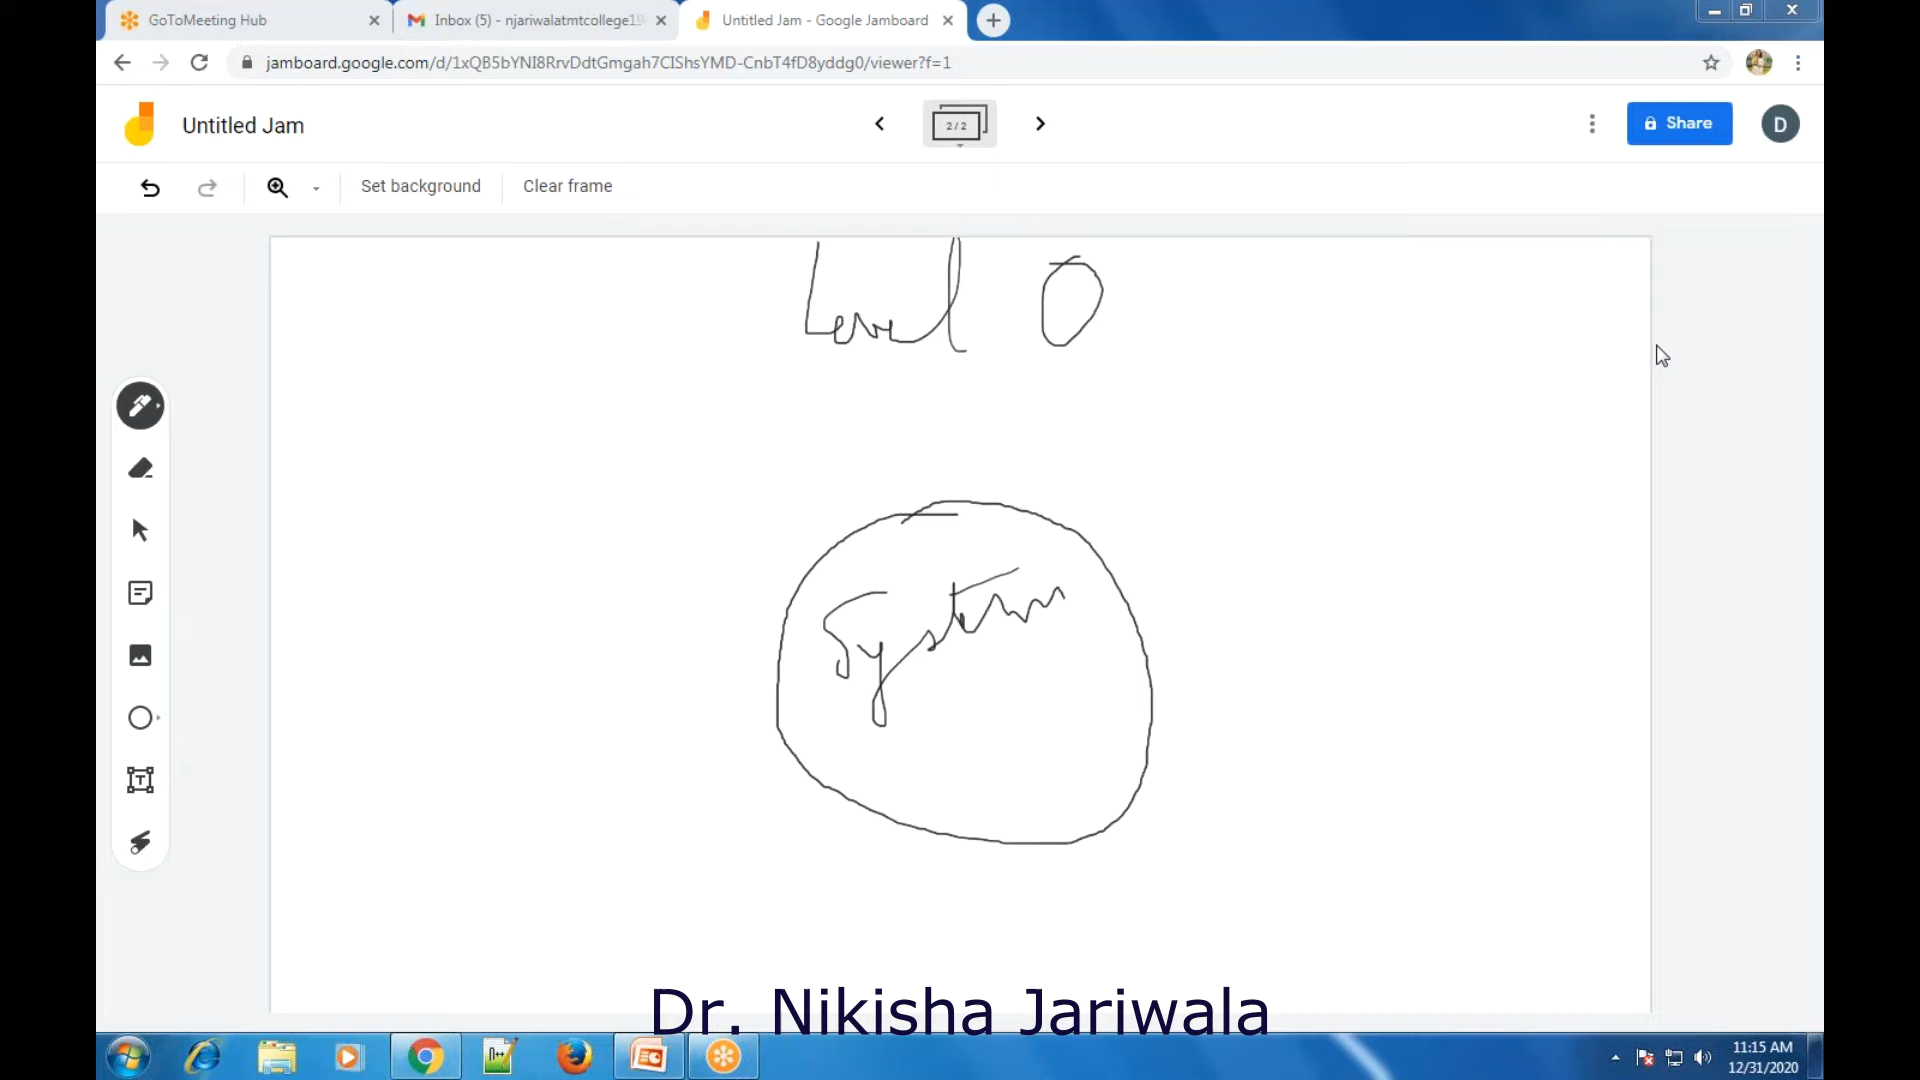 GoToMeeting Hub
Inbox (5) - njariwalatmtcollege19
Untitled Jam - Google Jamboard
jamboard.google.com/d/1xQB5bYNI8RrvDdtGmgah7CIShsYMD-CnbT4fD8yddg0/viewer?f=1
Untitled Jam
2 / 2
Share
D
Set background
Clear frame
Level 0
System
Dr. Nikisha Jariwala
11:15 AM
12/31/2020